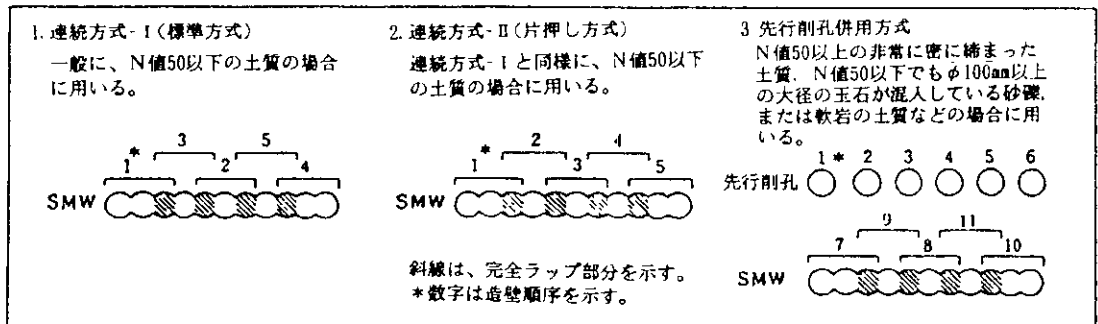 1. 連続方式-Ⅰ(標準方式)
一般に、N値50以下の土質の場合
に用いる。
3 5
1 * 2 4
SMW
2. 連続方式-Ⅱ(片押し方式)
連続方式-Ⅰと同様に、N値50以下
の土質の場合に用いる。
* 2 4
1 3 5
SMW
斜線は、完全ラップ部分を示す。
*数字は造壁順序を示す。
3 先行削孔併用方式
N値50以上の非常に密に締まった
土質、N値50以下でもφ100mm以上
の大径の玉石が混入している砂礫、
または軟岩の土質などの場合に用
いる。
1 * 2 3 4 5 6
先行削孔
9 11
7 8 10
SMW